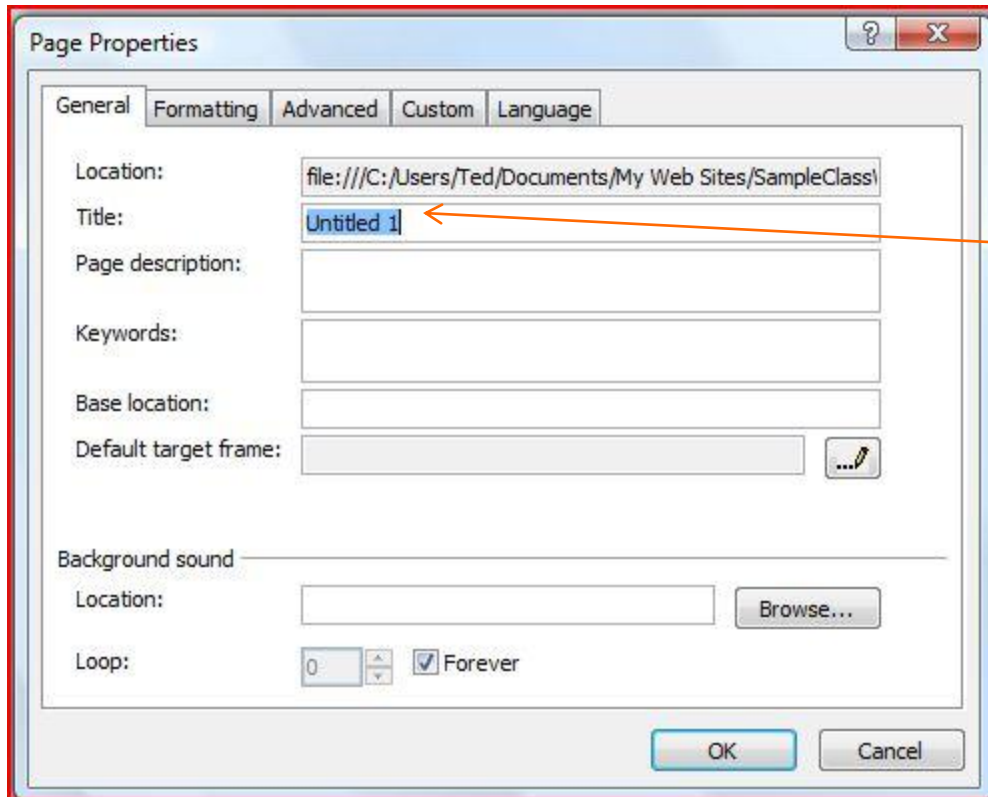 Page Properties
General Formatting Advanced Custom Language
Location: file:///C:/Users/Ted/Documents/My Web Sites/SampleClass\
Title: Untitled 1
Page description:
Keywords:
Base location:
Default target frame: ...
Background sound
Location: Browse...
Loop: 0 Forever
OK Cancel